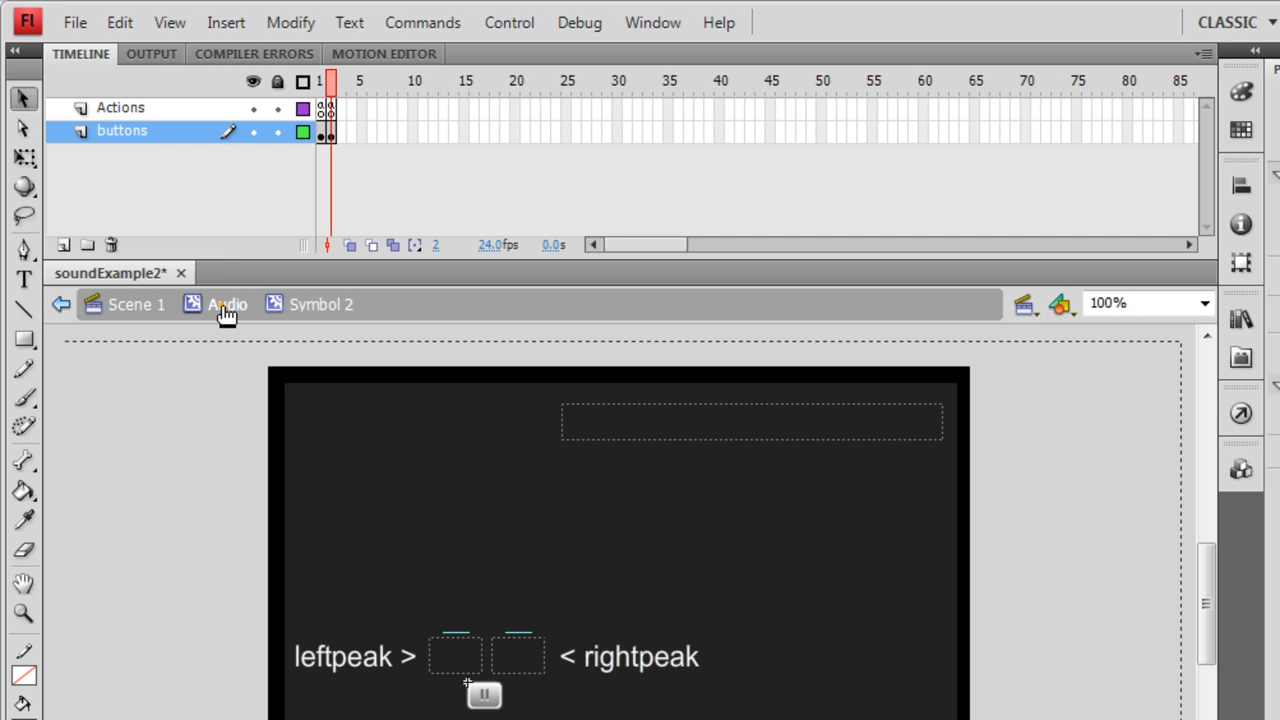 Fl File Edit View Insert Modify Text Commands Control Debug Window Help CLASSIC
TIMELINE OUTPUT COMPILER ERRORS MOTION EDITOR
1 5 10 15 20 25 30 35 40 45 50 55 60 65 70 75 80 85
Actions
buttons
2 24.0fps 0.0s
soundExample2*
Scene 1 Audio Symbol 2 100%
leftpeak > < rightpeak